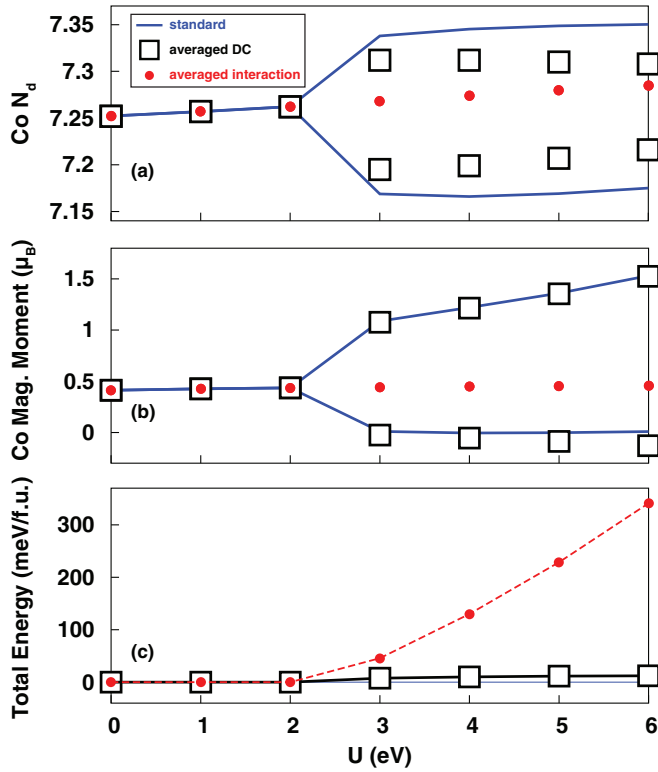 7.35
7.3
7.25
7.2
7.15
Co N_d
standard
averaged DC
averaged interaction
(a)
1.5
1
0.5
0
Co Mag. Moment (μ_B)
(b)
300
200
100
0
Total Energy (meV/f.u.)
(c)
0 1 2 3 4 5 6
U (eV)